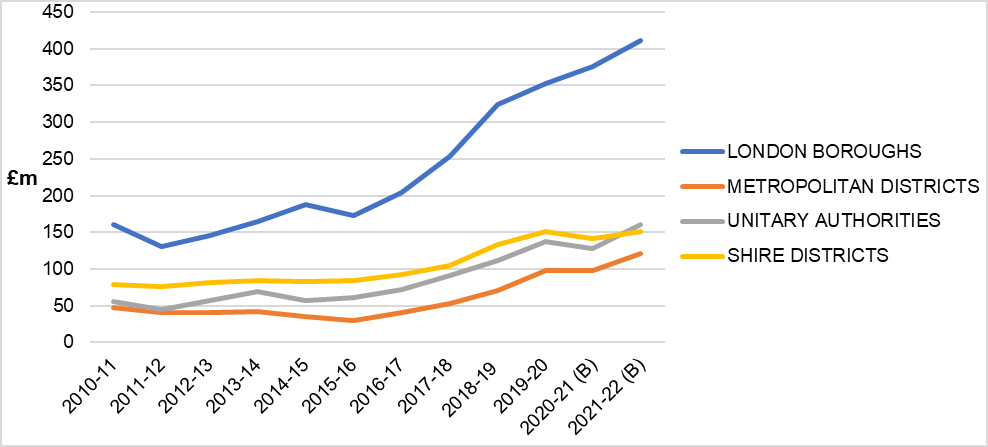 450
400
350
300
250
200
150
100
50
0
£m
2010-11
2011-12
2012-13
2013-14
2014-15
2015-16
2016-17
2017-18
2018-19
2019-20
2020-21 (B)
2021-22 (B)
LONDON BOROUGHS
METROPOLITAN DISTRICTS
UNITARY AUTHORITIES
SHIRE DISTRICTS